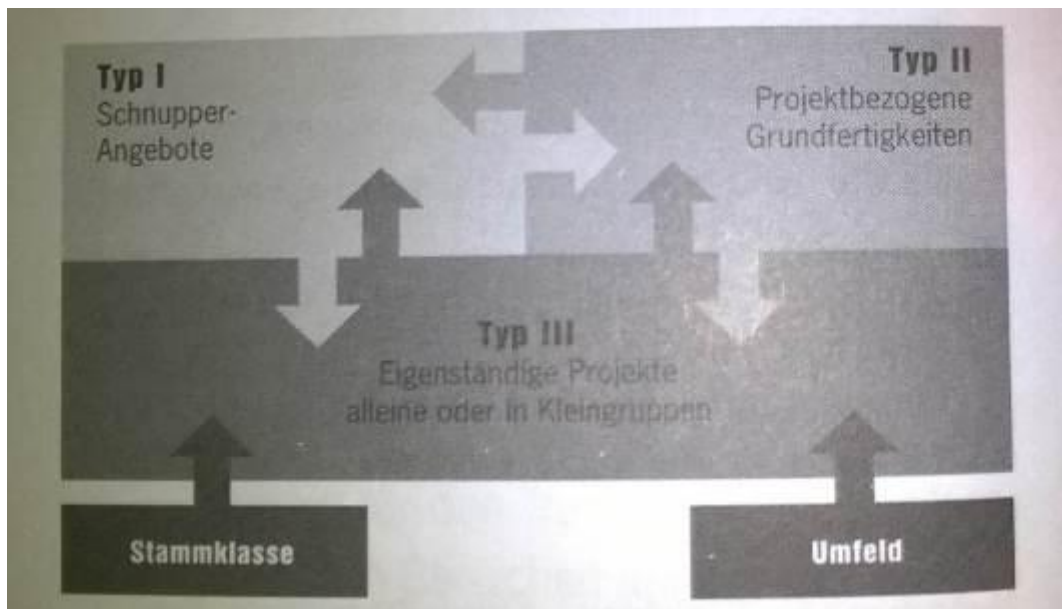 Typ I
Schnupper-
Angebote
Typ II
Projektbezogene
Grundfertigkeiten
Typ III
Eigenständige Projekte
alleine oder in Kleingruppen
Stammklasse
Umfeld